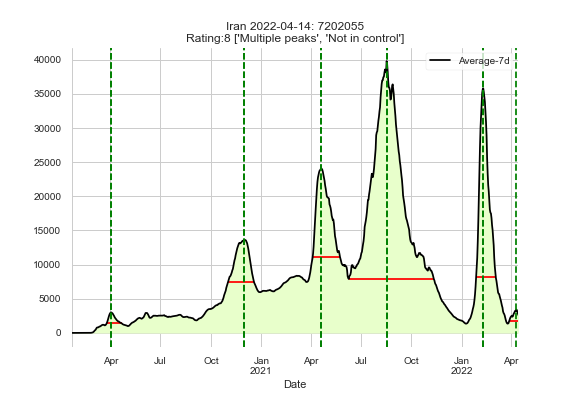 Iran 2022-04-14: 7202055
Rating:8 ['Multiple peaks', 'Not in control']
Average-7d
40000
35000
30000
25000
20000
15000
10000
5000
0
Apr Jul Oct Jan Apr Jul Oct Jan Apr
2021 2022
Date